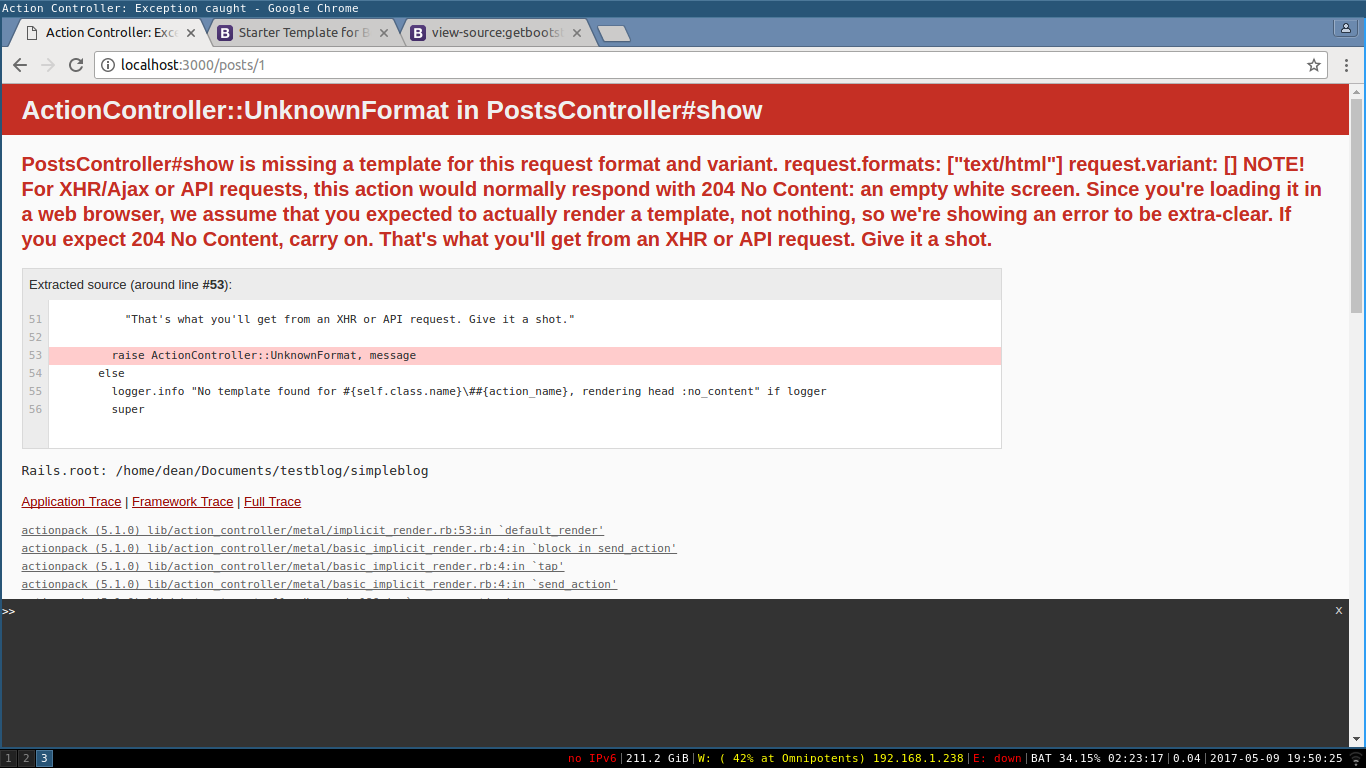 Action Controller: Exception caught - Google Chrome
Action Controller: Exc
Starter Template for B
view-source:getboots
localhost:3000/posts/1
ActionController::UnknownFormat in PostsController#show
PostsController#show is missing a template for this request format and variant. request.formats: ["text/html"] request.variant: [] NOTE!
For XHR/Ajax or API requests, this action would normally respond with 204 No Content: an empty white screen. Since you're loading it in
a web browser, we assume that you expected to actually render a template, not nothing, so we're showing an error to be extra-clear. If
you expect 204 No Content, carry on. That's what you'll get from an XHR or API request. Give it a shot.
Extracted source (around line #53):
51 "That's what you'll get from an XHR or API request. Give it a shot."
52
53 raise ActionController::UnknownFormat, message
54 else
55 logger.info "No template found for #{self.class.name}\##{action_name}, rendering head :no_content" if logger
56 super
Rails.root: /home/dean/Documents/testblog/simpleblog
Application Trace | Framework Trace | Full Trace
actionpack (5.1.0) lib/action_controller/metal/implicit_render.rb:53:in `default_render'
actionpack (5.1.0) lib/action_controller/metal/basic_implicit_render.rb:4:in `block in send_action'
actionpack (5.1.0) lib/action_controller/metal/basic_implicit_render.rb:4:in `tap'
actionpack (5.1.0) lib/action_controller/metal/basic_implicit_render.rb:4:in `send_action'
>> x
1 2 3 no IPv6|211.2 GiB|W: ( 42% at Omnipotents) 192.168.1.238|E: down|BAT 34.15% 02:23:17|0.04|2017-05-09 19:50:25